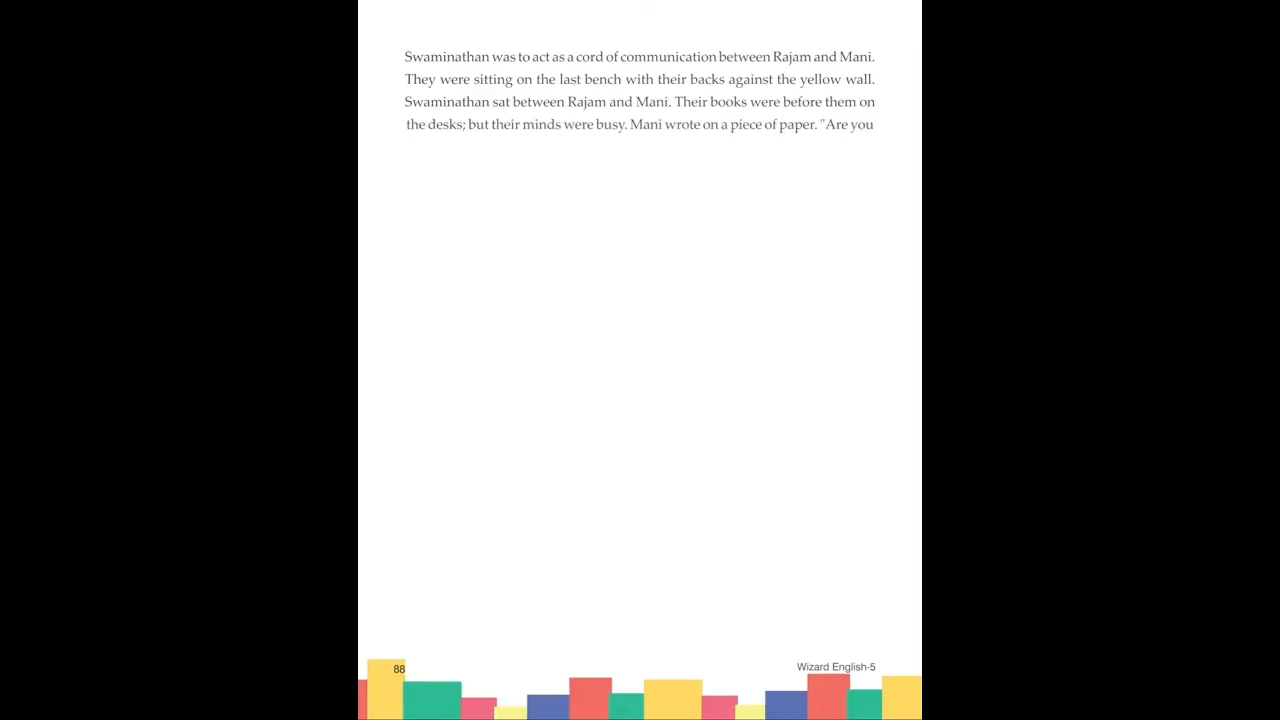 Swaminathan was to act as a cord of communication between Rajam and Mani.
They were sitting on the last bench with their backs against the yellow wall.
Swaminathan sat between Rajam and Mani. Their books were before them on
the desks; but their minds were busy. Mani wrote on a piece of paper. "Are you
88
Wizard English-5